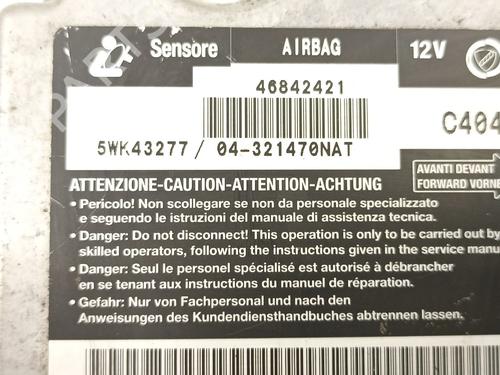 Sensore AIRBAG 12V
46842421
C404
5WK43277 / 04-321470NAT
AVANTI DEVANT
FORWARD VORNE
ATTENZIONE-CAUTION-ATTENTION-ACHTUNG
• Pericolo! Non scollegare se non da personale specializzato
e seguendo le istruzioni del manuale di assistenza tecnica.
• Danger: Do not disconnect! This operation is only to be carried out by
skilled operators, following the instructions given in the service manu
• Danger: Seul le personel spécialisé est autorisé à débrancher
en se tenant aux instructions du manuel de réparation.
• Gefahr: Nur von Fachpersonal und nach den
Anweisungen des Kundendiensthandbuches abtrennen lassen.